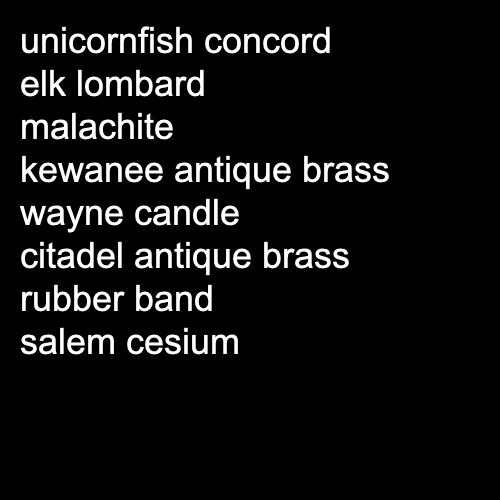 unicornfish concord
elk lombard
malachite
kewanee antique brass
wayne candle
citadel antique brass
rubber band
salem cesium